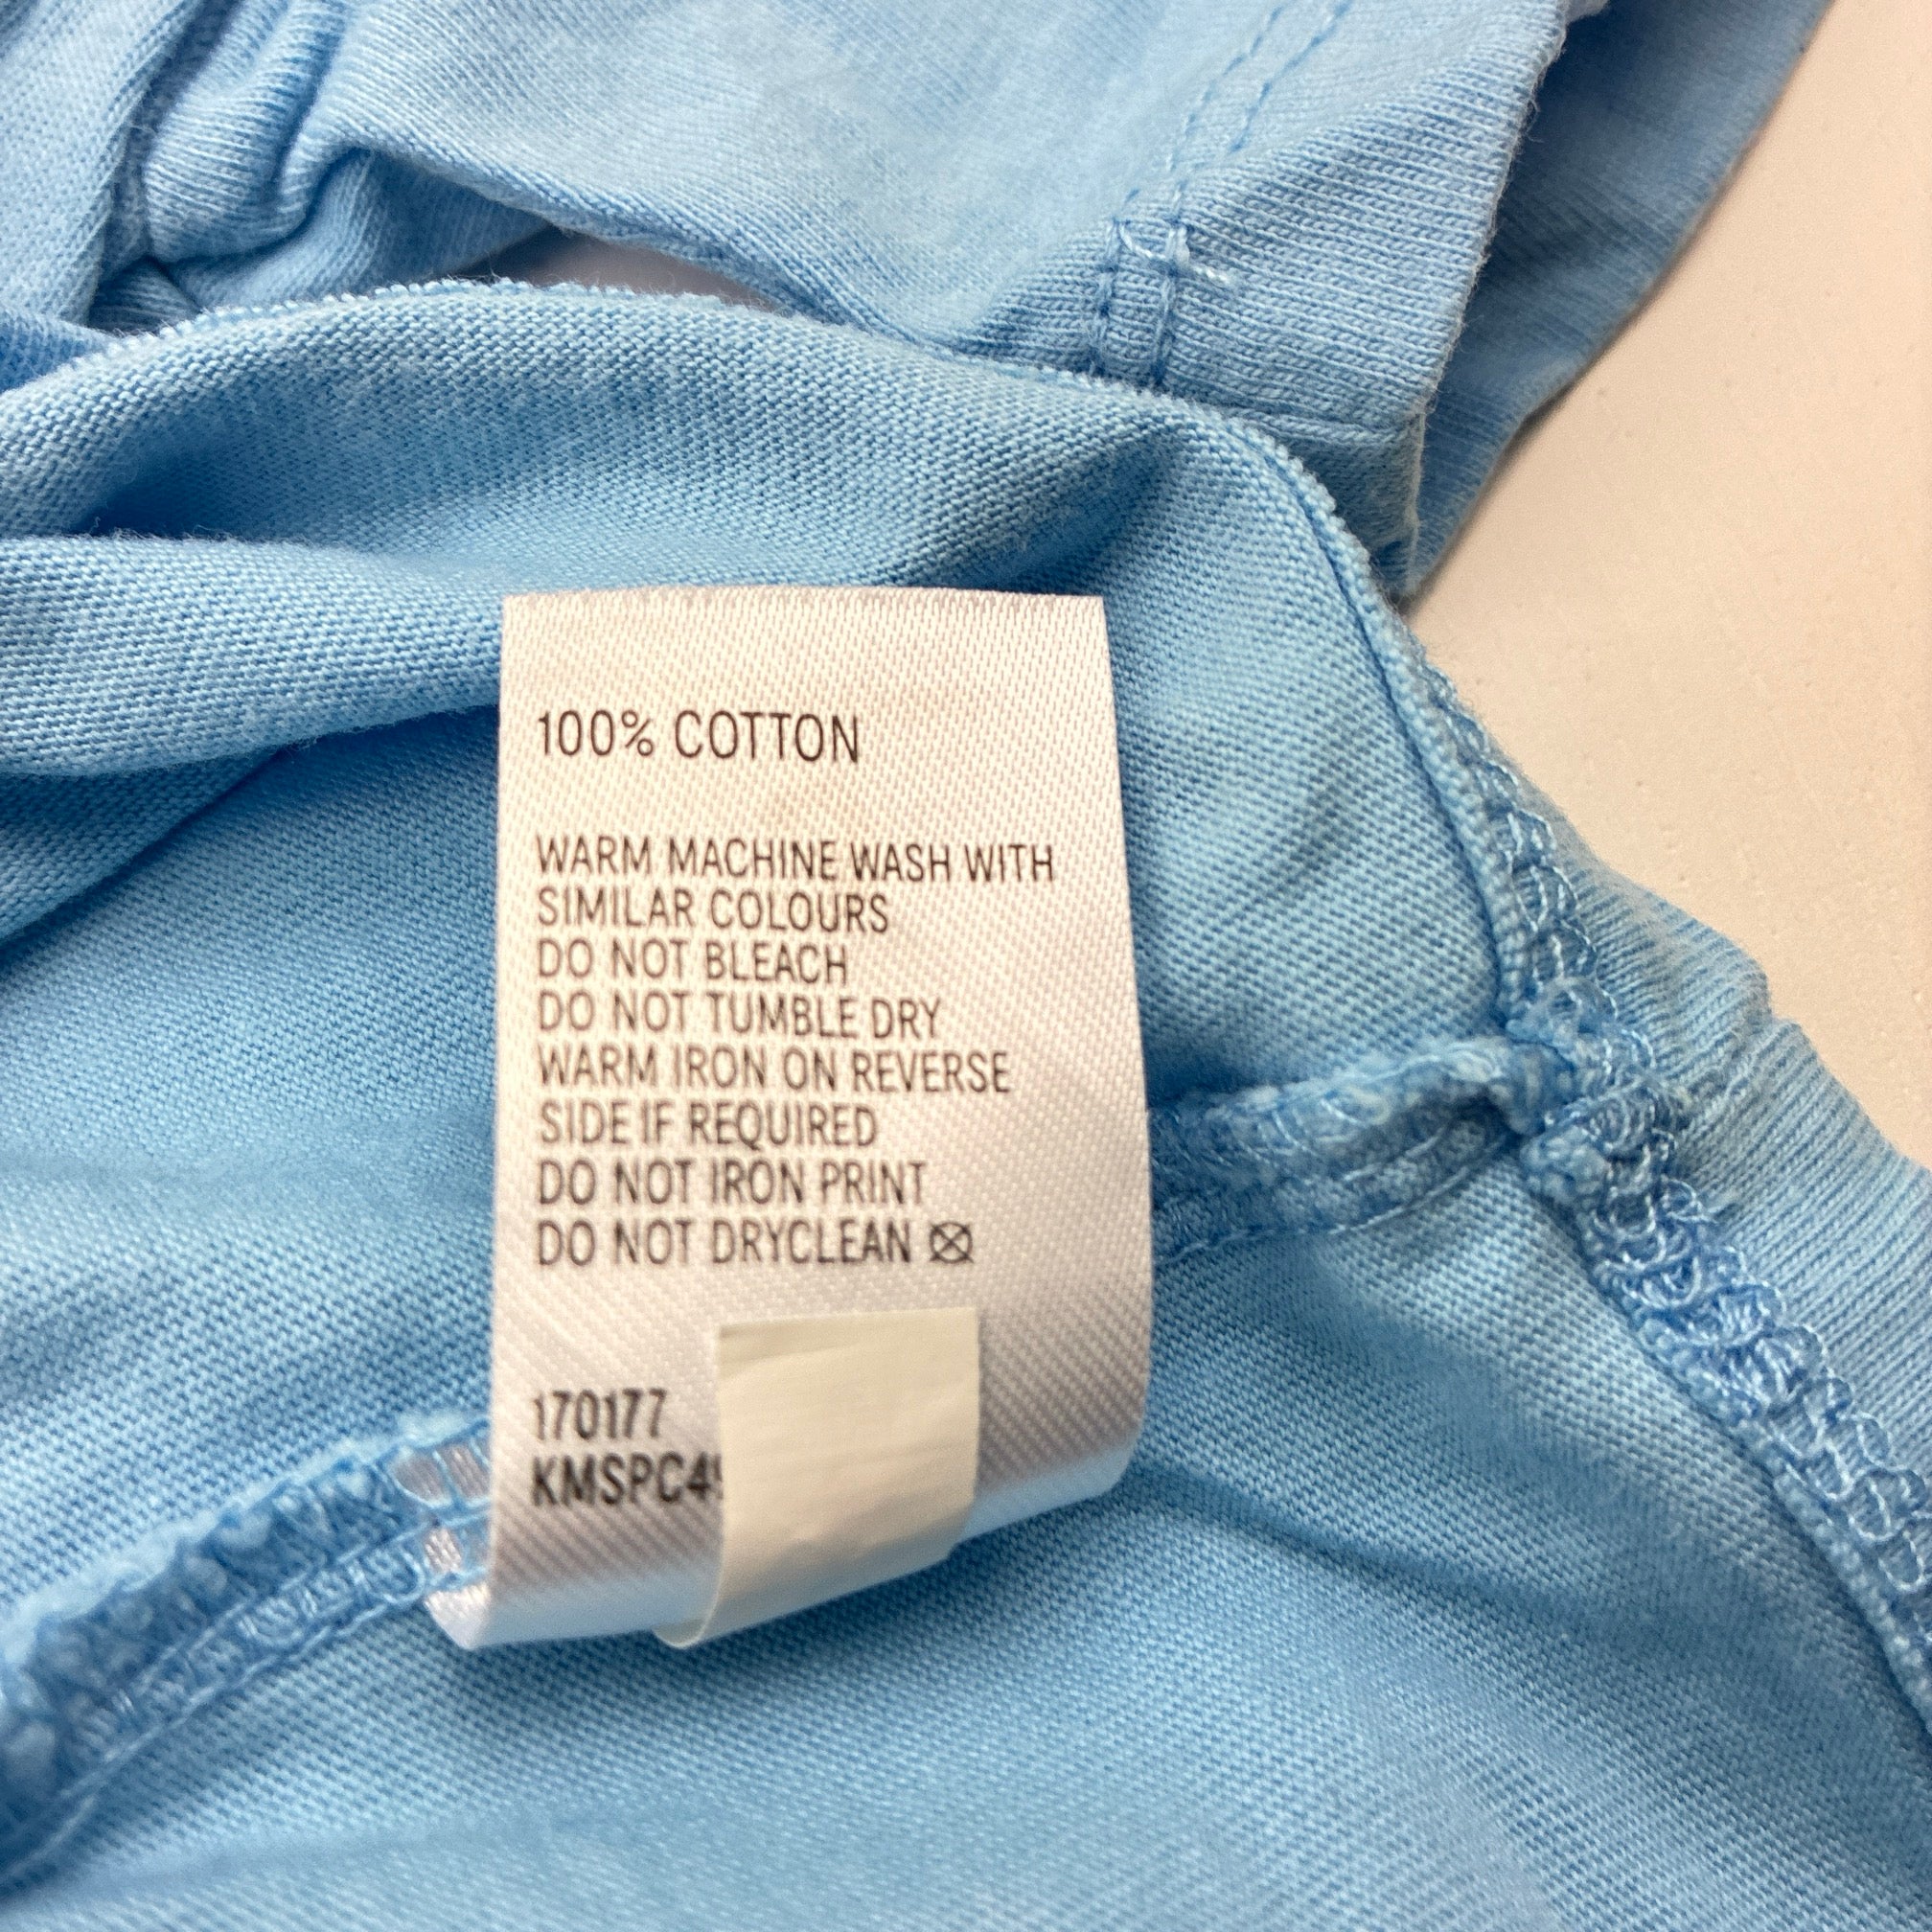 100% COTTON
WARM MACHINE WASH WITH
SIMILAR COLOURS
DO NOT BLEACH
DO NOT TUMBLE DRY
WARM IRON ON REVERSE
SIDE IF REQUIRED
DO NOT IRON PRINT
DO NOT DRYCLEAN
170177